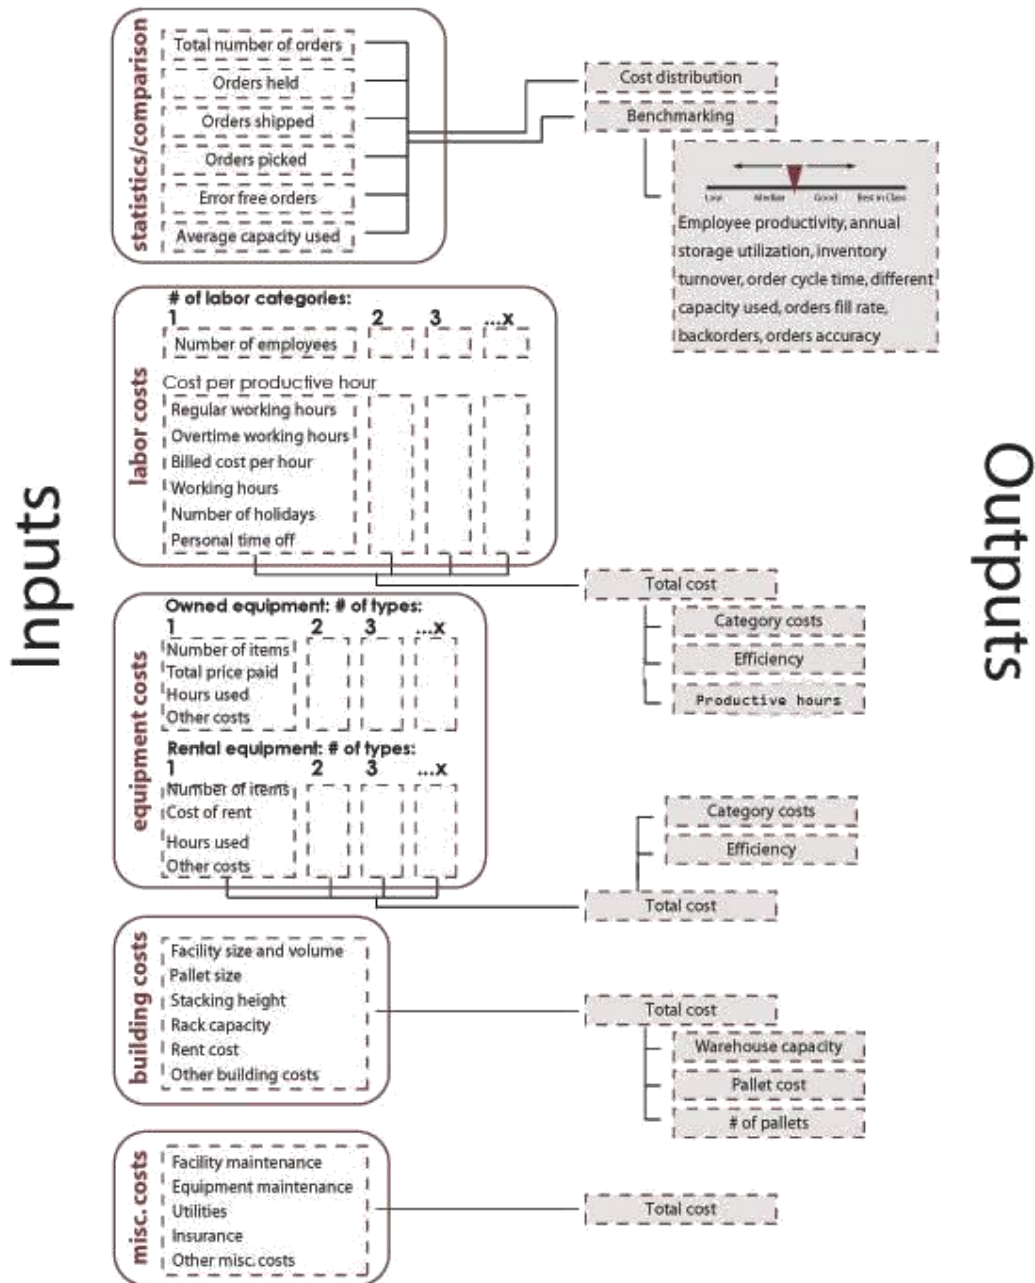 Inputs
Outputs
statistics/comparison
Total number of orders
Orders held
Orders shipped
Orders picked
Error free orders
Average capacity used
Cost distribution
Benchmarking
Low Median Good Best in Class
Employee productivity, annual
storage utilization, inventory
turnover, order cycle time, different
capacity used, orders fill rate,
backorders, orders accuracy
labor costs
# of labor categories:
1 2 3 ...x
Number of employees
Cost per productive hour
Regular working hours
Overtime working hours
Billed cost per hour
Working hours
Number of holidays
Personal time off
Total cost
Category costs
Efficiency
Productive hours
equipment costs
Owned equipment: # of types:
1 2 3 ...x
Number of items
Total price paid
Hours used
Other costs
Rental equipment: # of types:
1 2 3 ...x
Number of items
Cost of rent
Hours used
Other costs
Category costs
Efficiency
Total cost
building costs
Facility size and volume
Pallet size
Stacking height
Rack capacity
Rent cost
Other building costs
Total cost
Warehouse capacity
Pallet cost
# of pallets
misc. costs
Facility maintenance
Equipment maintenance
Utilities
Insurance
Other misc. costs
Total cost